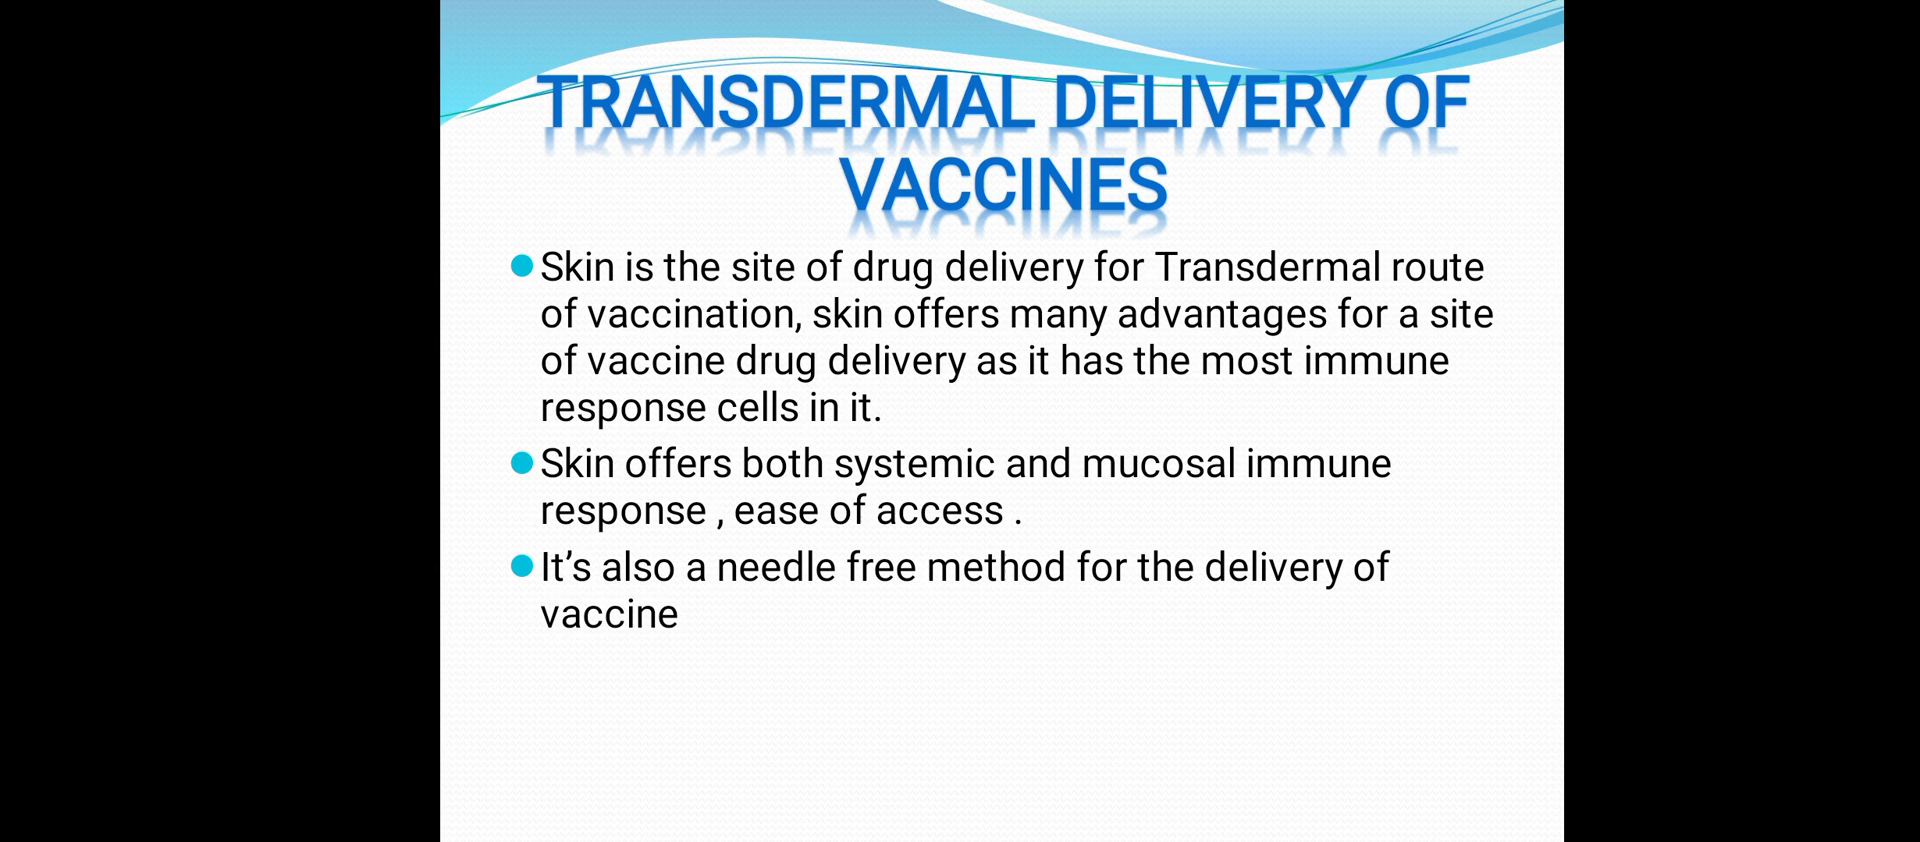 TRANSDERMAL DELIVERY OF
VACCINES
Skin is the site of drug delivery for Transdermal route
of vaccination, skin offers many advantages for a site
of vaccine drug delivery as it has the most immune
response cells in it.
Skin offers both systemic and mucosal immune
response , ease of access .
It’s also a needle free method for the delivery of
vaccine